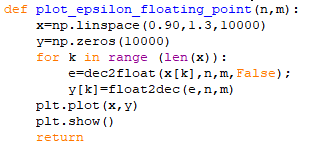 def plot_epsilon_floating_point(n,m):
    x=np.linspace(0.90,1.3,10000)
    y=np.zeros(10000)
    for k in range (len(x)):
        e=dec2float(x[k],n,m,False);
        y[k]=float2dec(e,n,m)
    plt.plot(x,y)
    plt.show()
    return